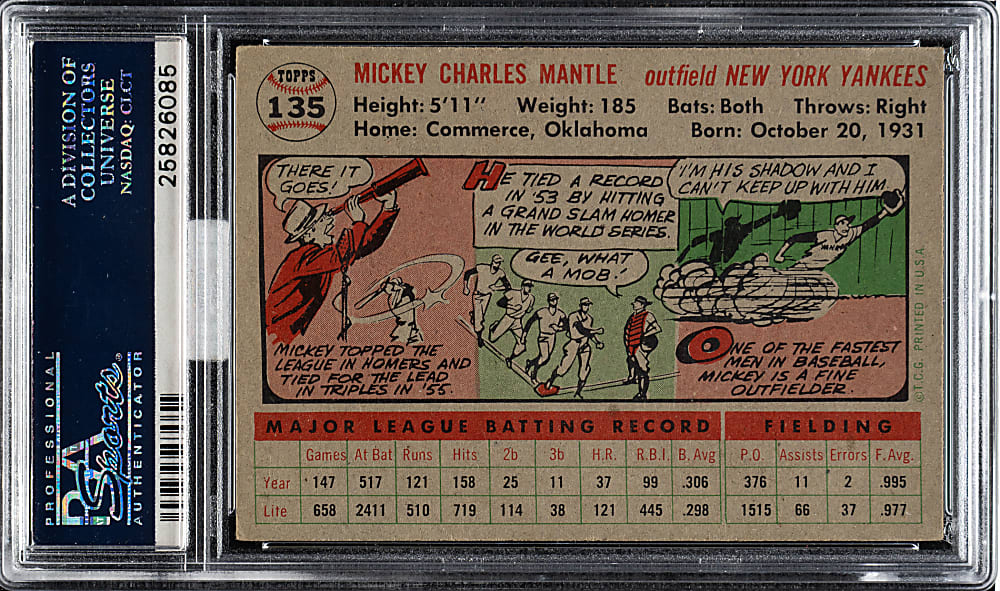 A DIVISION OF
COLLECTORS
UNIVERSE
NASDAQ: CLCT
25826085
PROFESSIONAL
PSA
Sports®
AUTHENTICATOR
TOPPS
135
MICKEY CHARLES MANTLE outfield NEW YORK YANKEES
Height: 5'11" Weight: 185 Bats: Both Throws: Right
Home: Commerce, Oklahoma Born: October 20, 1931
THERE IT
GOES!
MICKEY TOPPED THE
LEAGUE IN HOMERS AND
TIED FOR THE LEAD
IN TRIPLES IN '55.
HE TIED A RECORD
IN '53 BY HITTING
A GRAND SLAM HOMER
IN THE WORLD SERIES.
GEE, WHAT
A MOB!
I'M HIS SHADOW AND I
CAN'T KEEP UP WITH HIM.
ONE OF THE FASTEST
MEN IN BASEBALL,
MICKEY IS A FINE
OUTFIELDER.
©T.C.G. PRINTED IN U.S.A.
MAJOR LEAGUE BATTING RECORD FIELDING
Games At Bat Runs Hits 2b 3b H.R. R.B.I. B. Avg P.O. Assists Errors F. Avg.
Year 147 517 121 158 25 11 37 99 .306 376 11 2 .995
Life 658 2411 510 719 114 38 121 445 .298 1515 66 37 .977